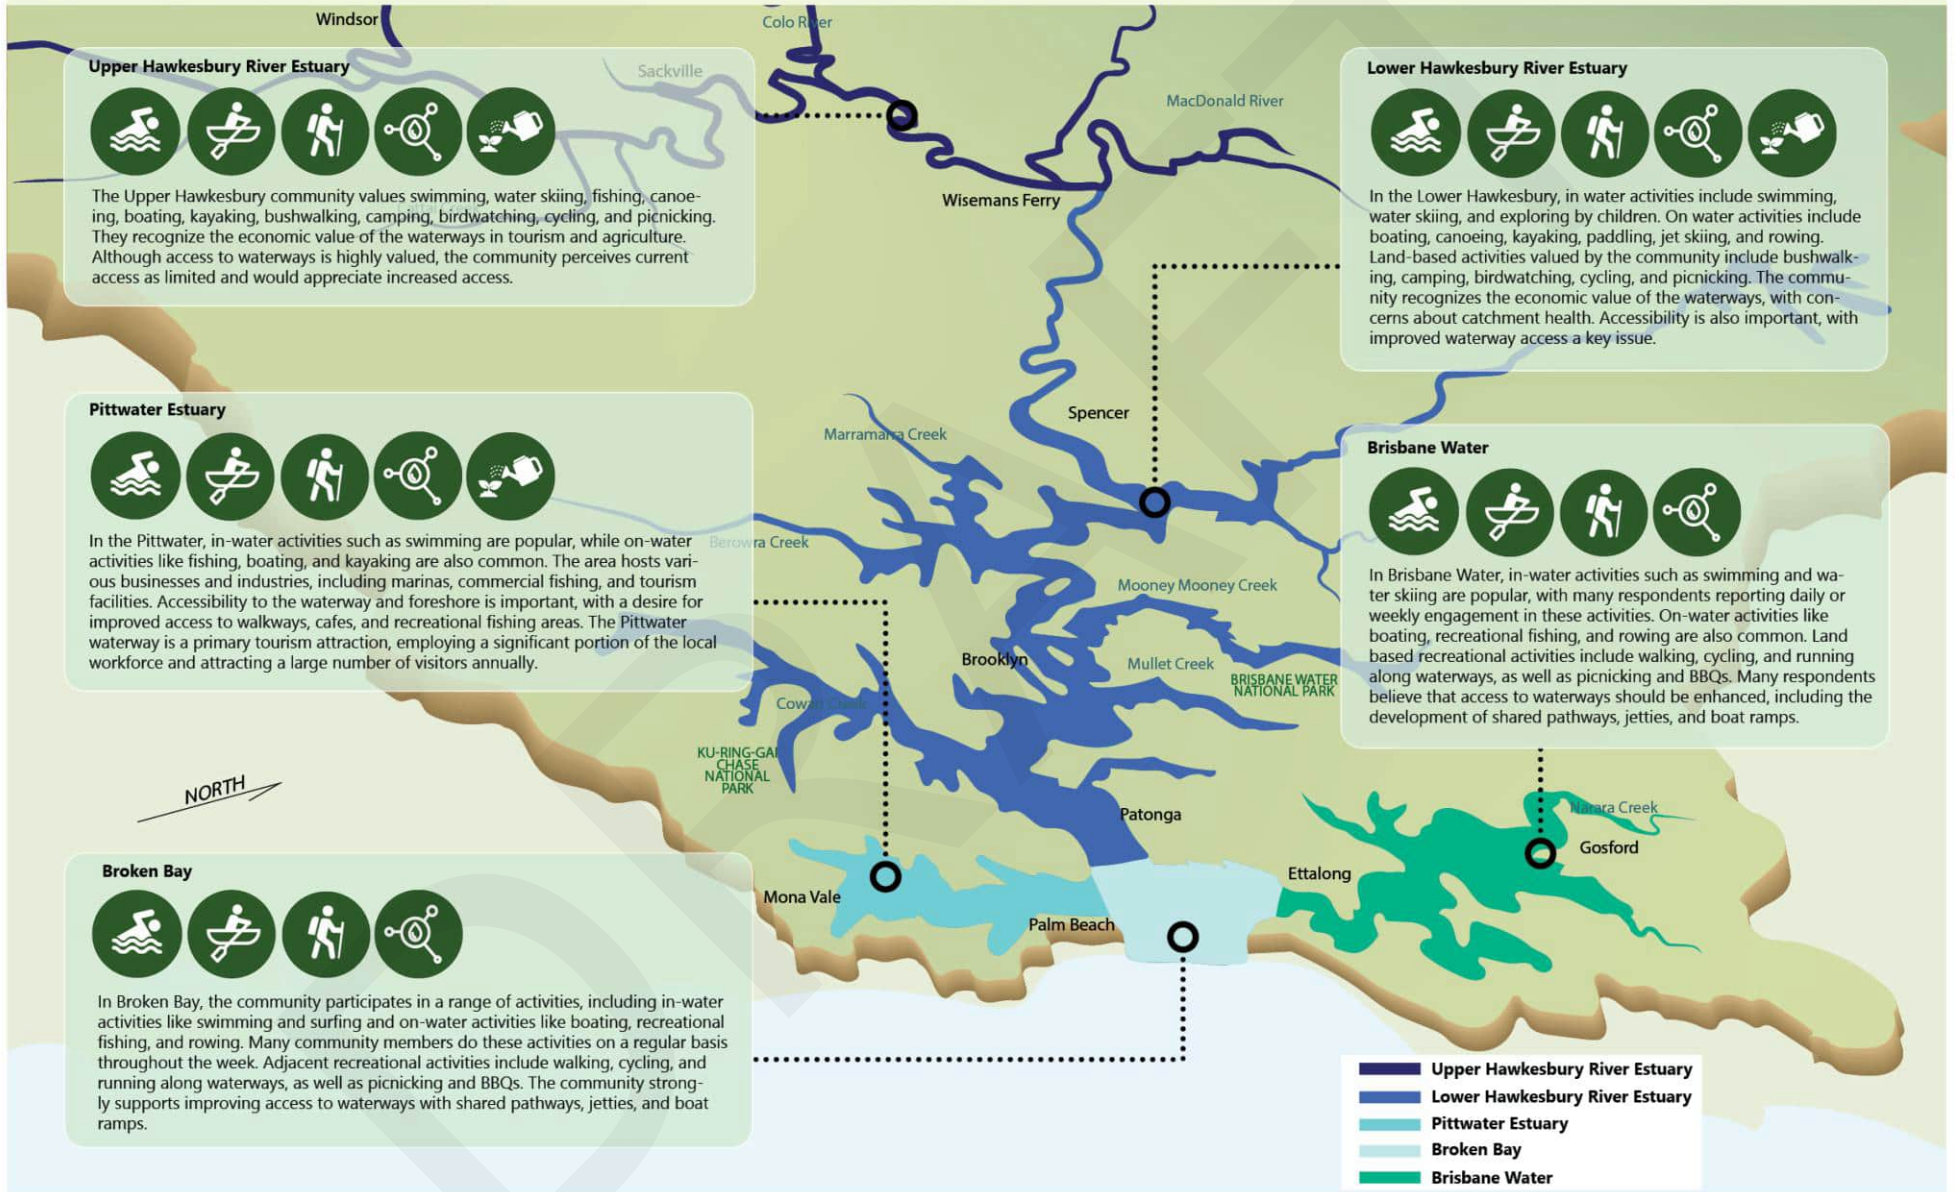 Windsor
Colo River
Upper Hawkesbury River Estuary
Sackville
The Upper Hawkesbury community values swimming, water skiing, fishing, canoe-
ing, boating, kayaking, bushwalking, camping, birdwatching, cycling, and picnicking.
They recognize the economic value of the waterways in tourism and agriculture.
Although access to waterways is highly valued, the community perceives current
access as limited and would appreciate increased access.
Lower Hawkesbury River Estuary
In the Lower Hawkesbury, in water activities include swimming,
water skiing, and exploring by children. On water activities include
boating, canoeing, kayaking, paddling, jet skiing, and rowing.
Land-based activities valued by the community include bushwalk-
ing, camping, birdwatching, cycling, and picnicking. The commu-
nity recognizes the economic value of the waterways, with con-
cerns about catchment health. Accessibility is also important, with
improved waterway access a key issue.
MacDonald River
Wisemans Ferry
Spencer
Marramarra Creek
Pittwater Estuary
In the Pittwater, in-water activities such as swimming are popular, while on-water
activities like fishing, boating, and kayaking are also common. The area hosts vari-
ous businesses and industries, including marinas, commercial fishing, and tourism
facilities. Accessibility to the waterway and foreshore is important, with a desire for
improved access to walkways, cafes, and recreational fishing areas. The Pittwater
waterway is a primary tourism attraction, employing a significant portion of the local
workforce and attracting a large number of visitors annually.
Berowra Creek
Mooney Mooney Creek
Brooklyn
Mullet Creek
BRISBANE WATER
NATIONAL PARK
Cowan Creek
KU-RING-GAI
CHASE
NATIONAL
PARK
Brisbane Water
In Brisbane Water, in-water activities such as swimming and wa-
ter skiing are popular, with many respondents reporting daily or
weekly engagement in these activities. On-water activities like
boating, recreational fishing, and rowing are also common. Land
based recreational activities include walking, cycling, and running
along waterways, as well as picnicking and BBQs. Many respondents
believe that access to waterways should be enhanced, including the
development of shared pathways, jetties, and boat ramps.
NORTH
Patonga
Narara Creek
Gosford
Ettalong
Mona Vale
Palm Beach
Broken Bay
In Broken Bay, the community participates in a range of activities, including in-water
activities like swimming and surfing and on-water activities like boating, recreational
fishing, and rowing. Many community members do these activities on a regular basis
throughout the week. Adjacent recreational activities include walking, cycling, and
running along waterways, as well as picnicking and BBQs. The community strong-
ly supports improving access to waterways with shared pathways, jetties, and boat
ramps.
Upper Hawkesbury River Estuary
Lower Hawkesbury River Estuary
Pittwater Estuary
Broken Bay
Brisbane Water
DRAFT